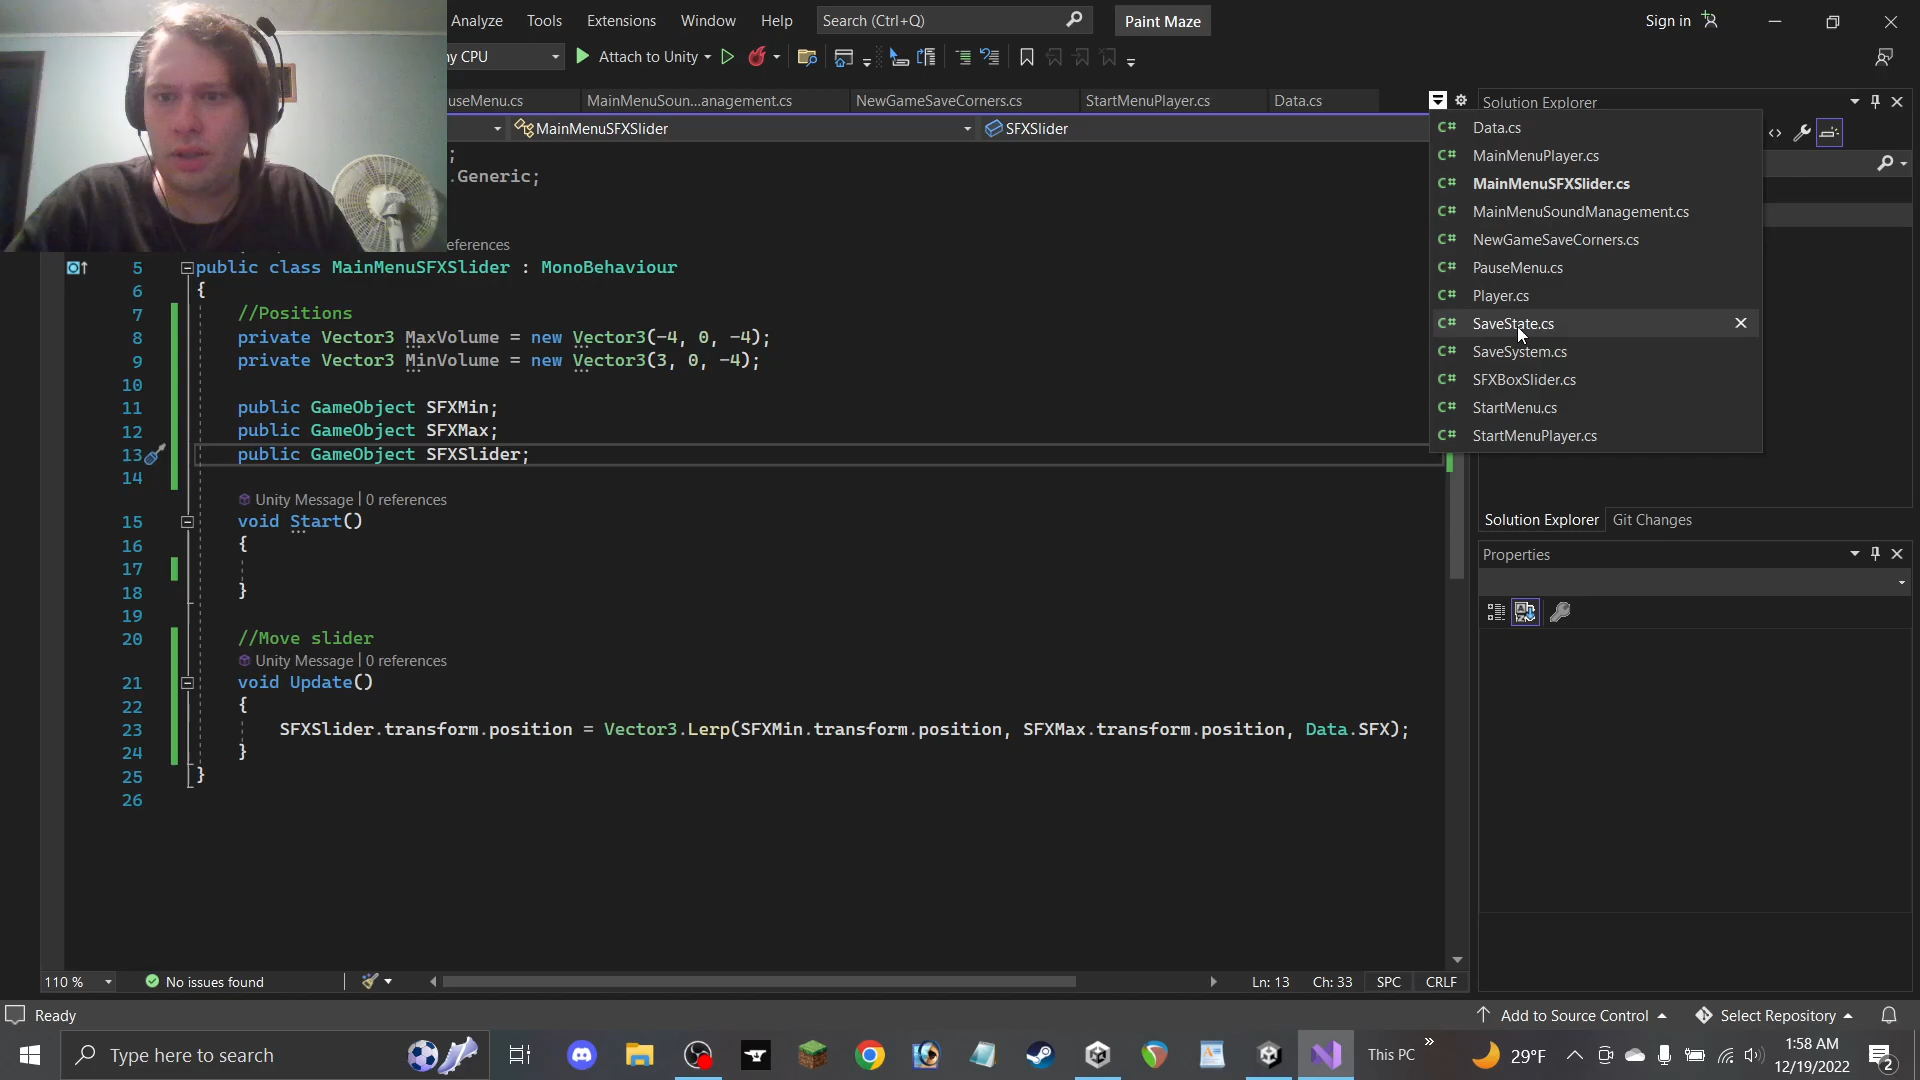 Analyze Tools Extensions Window Help Search (Ctrl+Q) Paint Maze Sign in
ny CPU Attach to Unity
useMenu.cs MainMenuSoun...anagement.cs NewGameSaveCorners.cs StartMenuPlayer.cs Data.cs Solution Explorer
MainMenuSFXSlider SFXSlider
Data.cs
MainMenuPlayer.cs
MainMenuSFXSlider.cs
MainMenuSoundManagement.cs
NewGameSaveCorners.cs
PauseMenu.cs
Player.cs
SaveState.cs
SaveSystem.cs
SFXBoxSlider.cs
StartMenu.cs
StartMenuPlayer.cs
;
.Generic;
eferences
5 public class MainMenuSFXSlider : MonoBehaviour
6 {
7 //Positions
8 private Vector3 MaxVolume = new Vector3(-4, 0, -4);
9 private Vector3 MinVolume = new Vector3(3, 0, -4);
10
11 public GameObject SFXMin;
12 public GameObject SFXMax;
13 public GameObject SFXSlider;
14
Unity Message | 0 references
15 void Start()
16 {
17
18 }
19
20 //Move slider
Unity Message | 0 references
21 void Update()
22 {
23 SFXSlider.transform.position = Vector3.Lerp(SFXMin.transform.position, SFXMax.transform.position, Data.SFX);
24 }
25 }
26
Solution Explorer Git Changes
Properties
110 % No issues found Ln: 13 Ch: 33 SPC CRLF
Ready Add to Source Control Select Repository
Type here to search This PC 29°F 1:58 AM
12/19/2022 2